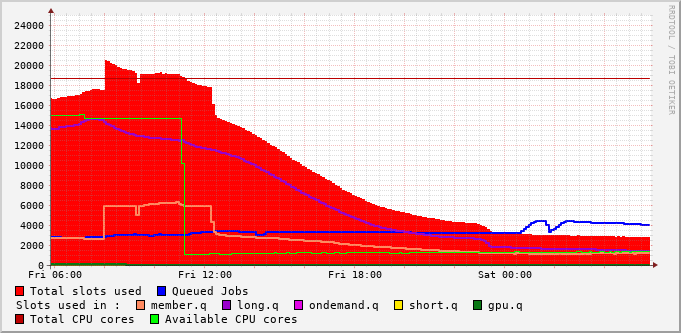 24000
22000
20000
18000
16000
14000
12000
10000
8000
6000
4000
2000
0
Fri 06:00 Fri 12:00 Fri 18:00 Sat 00:00
Total slots used Queued Jobs
Slots used in : member.q long.q ondemand.q short.q gpu.q
Total CPU cores Available CPU cores
RRDTOOL / TOBI OETIKER